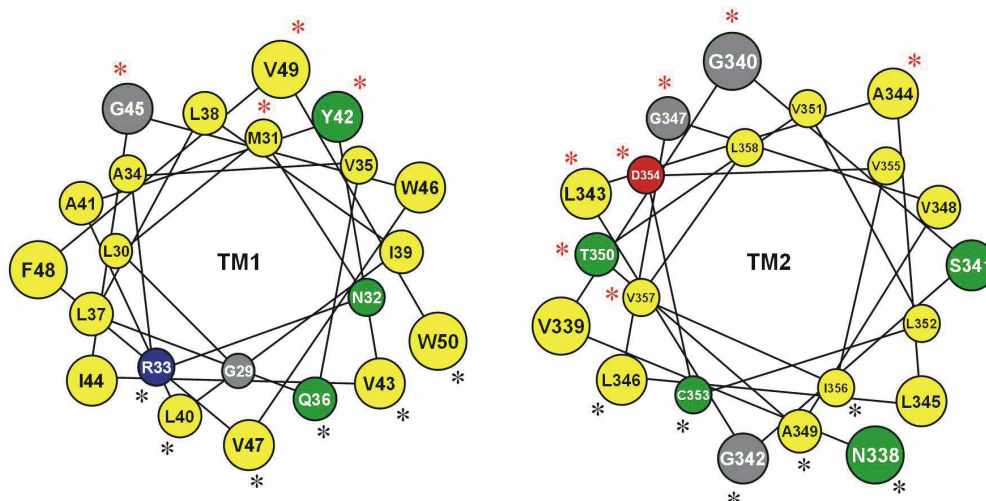 V49
G45
L38
Y42
M31
A34
V35
W46
A41
L30
TM1
I39
F48
N32
L37
R33
G29
W50
I44
Q36
V43
L40
V47
G340
A344
V351
G347
L358
D354
V355
L343
V348
T350
TM2
S341
V357
V339
L352
L346
C353
I356
L345
A349
G342
N338
* * * * * * * * * *
* * * * * * * * * * * *